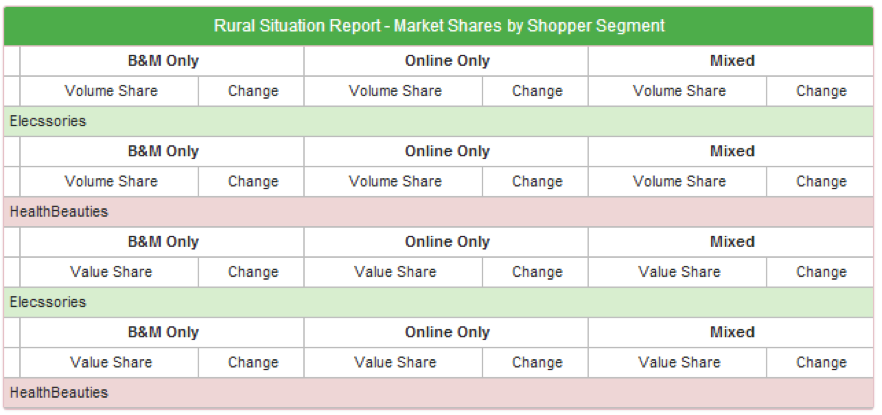 Rural Situation Report - Market Shares by Shopper Segment
B&M Only Online Only Mixed
Volume Share Change Volume Share Change Volume Share Change
Elecssories
B&M Only Online Only Mixed
Volume Share Change Volume Share Change Volume Share Change
HealthBeauties
B&M Only Online Only Mixed
Value Share Change Value Share Change Value Share Change
Elecssories
B&M Only Online Only Mixed
Value Share Change Value Share Change Value Share Change
HealthBeauties